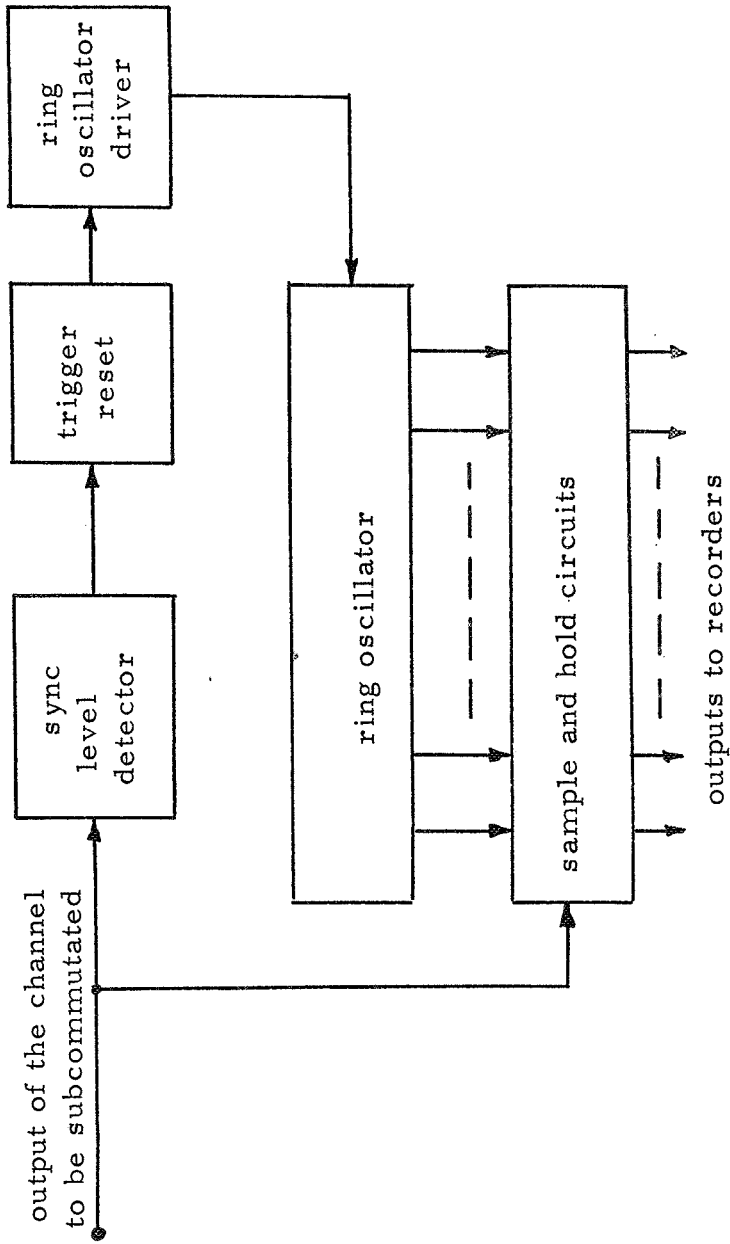 output of the channel
to be subcommutated
sync
level
detector
trigger
reset
ring
oscillator
driver
ring oscillator
sample and hold circuits
outputs to recorders